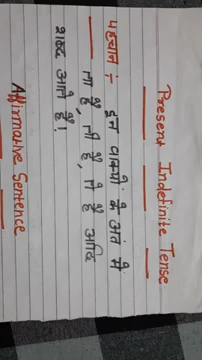 Present Indefinite Tense
पहचान :- इन वाक्यों के अंत में
ता है, ती है, ते हैं आदि
शब्द आते हैं।
Affirmative Sentence